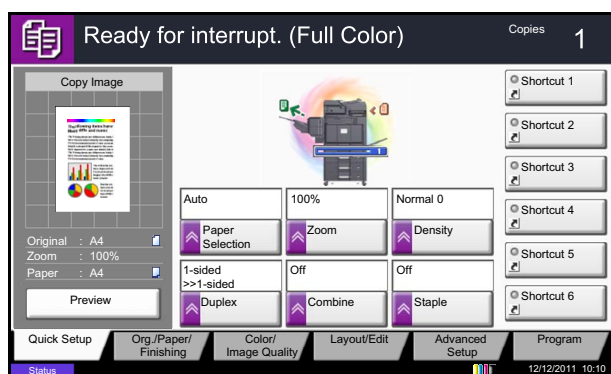 Ready for interrupt. (Full Color)
Copies
1
Copy Image
Original : A4
Zoom : 100%
Paper : A4
Preview
1
Auto
Paper
Selection
100%
Zoom
Normal 0
Density
1-sided
>>1-sided
Duplex
Off
Combine
Off
Staple
Shortcut 1
Shortcut 2
Shortcut 3
Shortcut 4
Shortcut 5
Shortcut 6
Quick Setup
Org./Paper/
Finishing
Color/
Image Quality
Layout/Edit
Advanced
Setup
Program
Status
12/12/2011 10:10